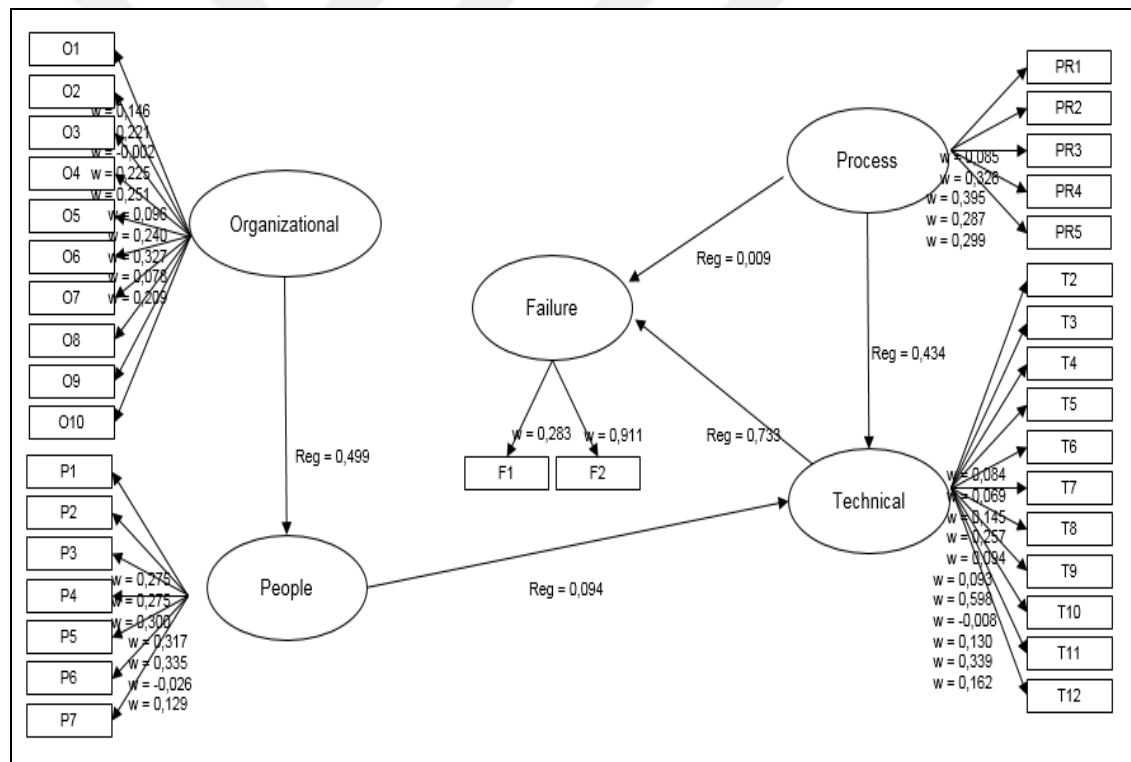 O1
O2
O3
O4
O5
O6
O7
O8
O9
O10
w = 0,146
w = 0,221
w = -0,002
w = 0,225
w = 0,251
w = 0,096
w = 0,240
w = 0,327
w = 0,078
w = 0,209
Organizational
Reg = 0,499
P1
P2
P3
P4
P5
P6
P7
w = 0,275
w = 0,275
w = 0,300
w = 0,317
w = 0,335
w = -0,026
w = 0,129
People
Reg = 0,094
Failure
w = 0,283
w = 0,911
F1
F2
Reg = 0,009
Reg = 0,733
Process
Reg = 0,434
w = 0,085
w = 0,326
w = 0,395
w = 0,287
w = 0,299
PR1
PR2
PR3
PR4
PR5
Technical
w = 0,084
w = 0,069
w = 0,145
w = 0,257
w = 0,094
w = 0,093
w = 0,598
w = -0,008
w = 0,130
w = 0,339
w = 0,162
T2
T3
T4
T5
T6
T7
T8
T9
T10
T11
T12